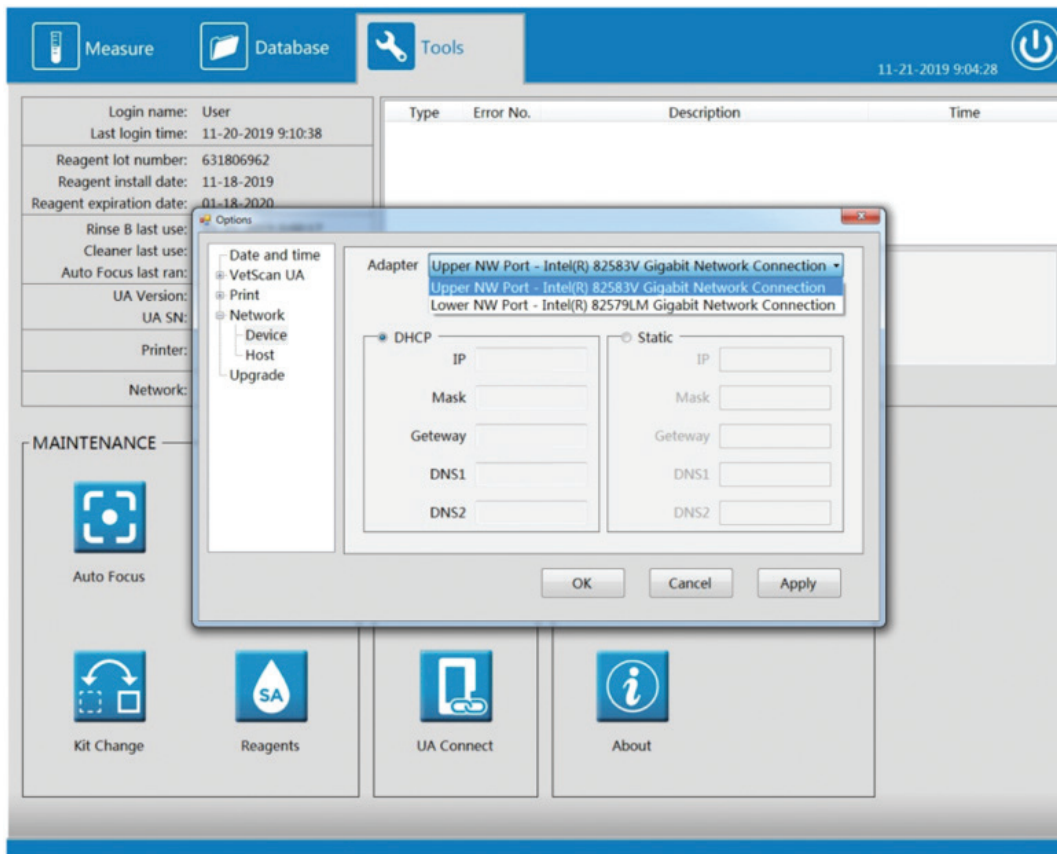 Measure
Database
Tools
11-21-2019 9:04:28
Login name: User
Last login time: 11-20-2019 9:10:38
Reagent lot number: 631806962
Reagent install date: 11-18-2019
Reagent expiration date: 01-18-2020
Rinse B last use:
Cleaner last use:
Auto Focus last ran:
UA Version:
UA SN:
Printer:
Network:
Type Error No. Description Time
Options
Date and time
VetScan UA
Print
Network
Device
Host
Upgrade
Adapter Upper NW Port - Intel(R) 82583V Gigabit Network Connection
Upper NW Port - Intel(R) 82583V Gigabit Network Connection
Lower NW Port - Intel(R) 82579LM Gigabit Network Connection
DHCP
IP
Mask
Geteway
DNS1
DNS2
Static
IP
Mask
Geteway
DNS1
DNS2
OK Cancel Apply
MAINTENANCE
Auto Focus
Kit Change
SA
Reagents
UA Connect
About